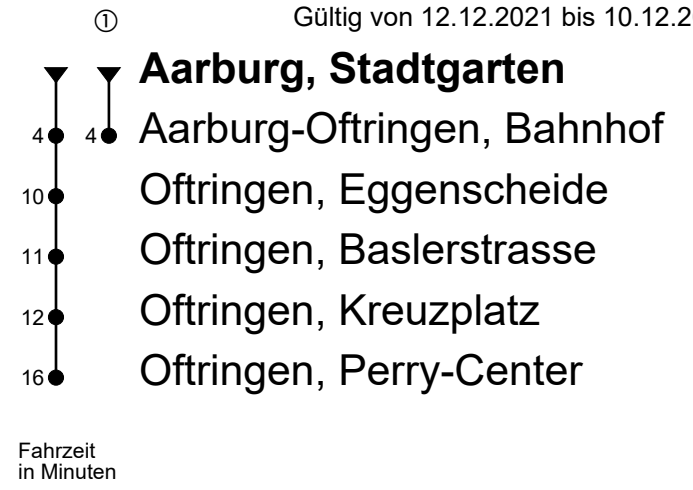 ① Gültig von 12.12.2021 bis 10.12.2
Aarburg, Stadtgarten
4 4 Aarburg-Oftringen, Bahnhof
10 Oftringen, Eggenscheide
11 Oftringen, Baslerstrasse
12 Oftringen, Kreuzplatz
16 Oftringen, Perry-Center
Fahrzeit
in Minuten